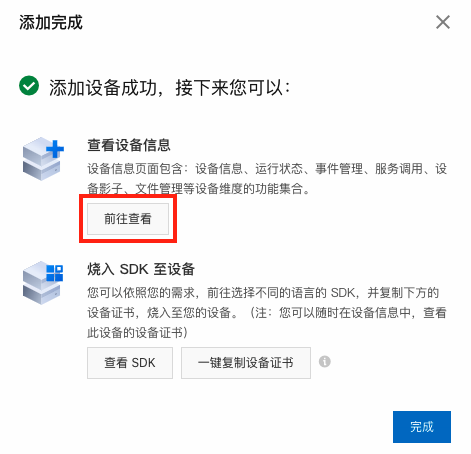 添加完成
添加设备成功，接下来您可以：
查看设备信息
设备信息页面包含：设备信息、运行状态、事件管理、服务调用、设
备影子、文件管理等设备维度的功能集合。
前往查看
烧入 SDK 至设备
您可以依照您的需求，前往选择不同的语言的 SDK，并复制下方的
设备证书，烧入至您的设备。（注：您可以随时在设备信息中，查看
此设备的设备证书）
查看 SDK
一键复制设备证书
完成